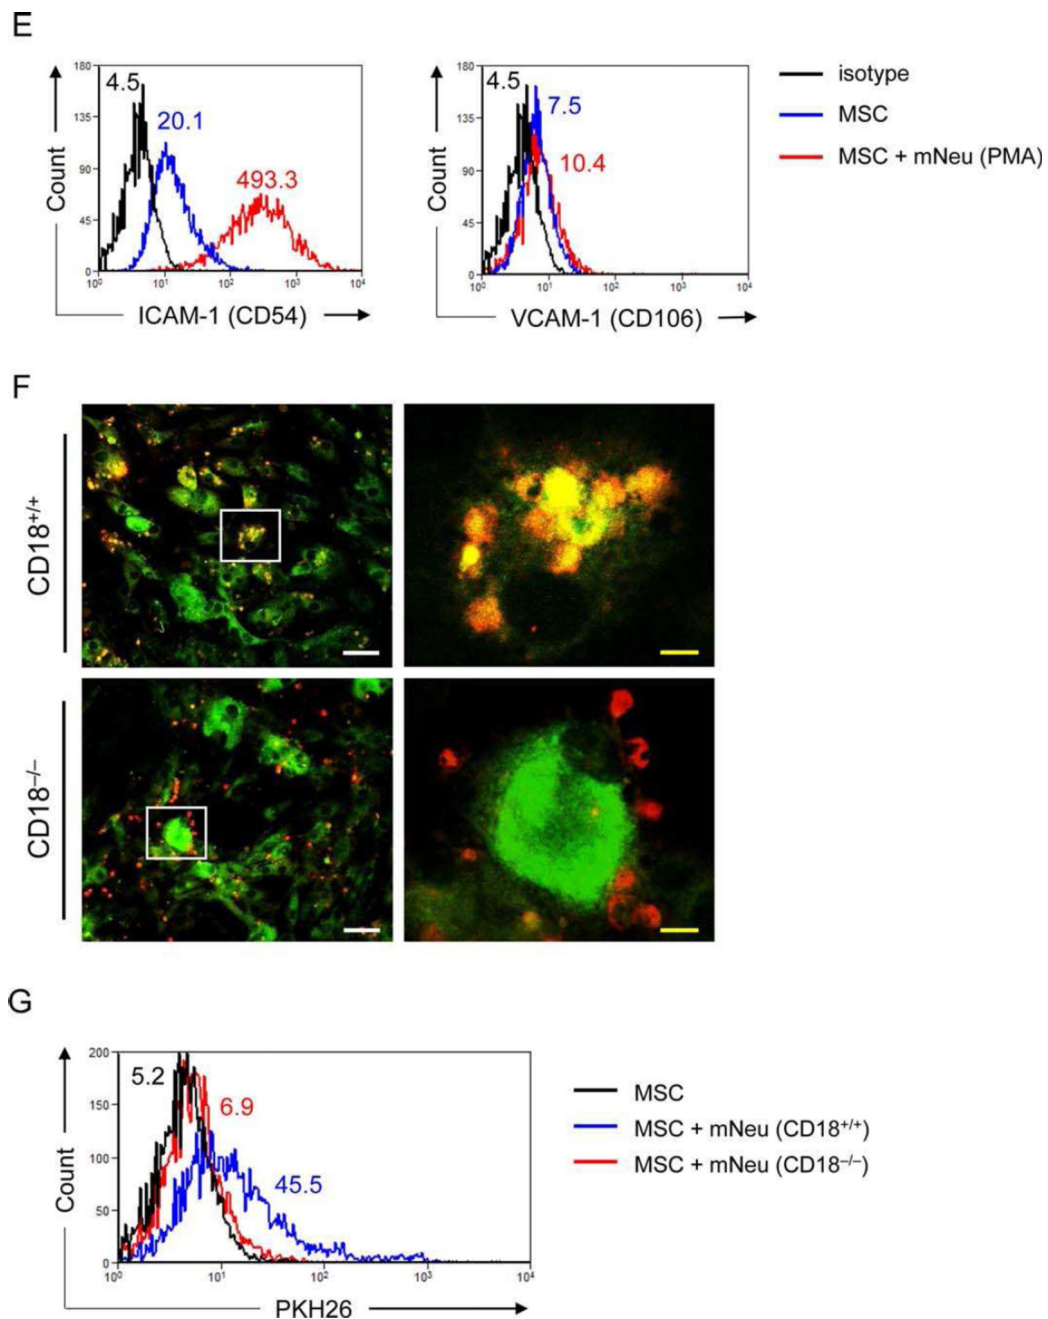 E
180
135
90
45
0
Count
4.5
20.1
493.3
10⁰ 10¹ 10² 10³ 10⁴
ICAM-1 (CD54)
180
135
90
45
0
Count
4.5
7.5
10.4
10⁰ 10¹ 10² 10³ 10⁴
VCAM-1 (CD106)
isotype
MSC
MSC + mNeu (PMA)
F
CD18⁺/⁺
CD18⁻/⁻
G
200
150
100
50
0
Count
5.2
6.9
45.5
10⁰ 10¹ 10² 10³ 10⁴
PKH26
MSC
MSC + mNeu (CD18⁺/⁺)
MSC + mNeu (CD18⁻/⁻)